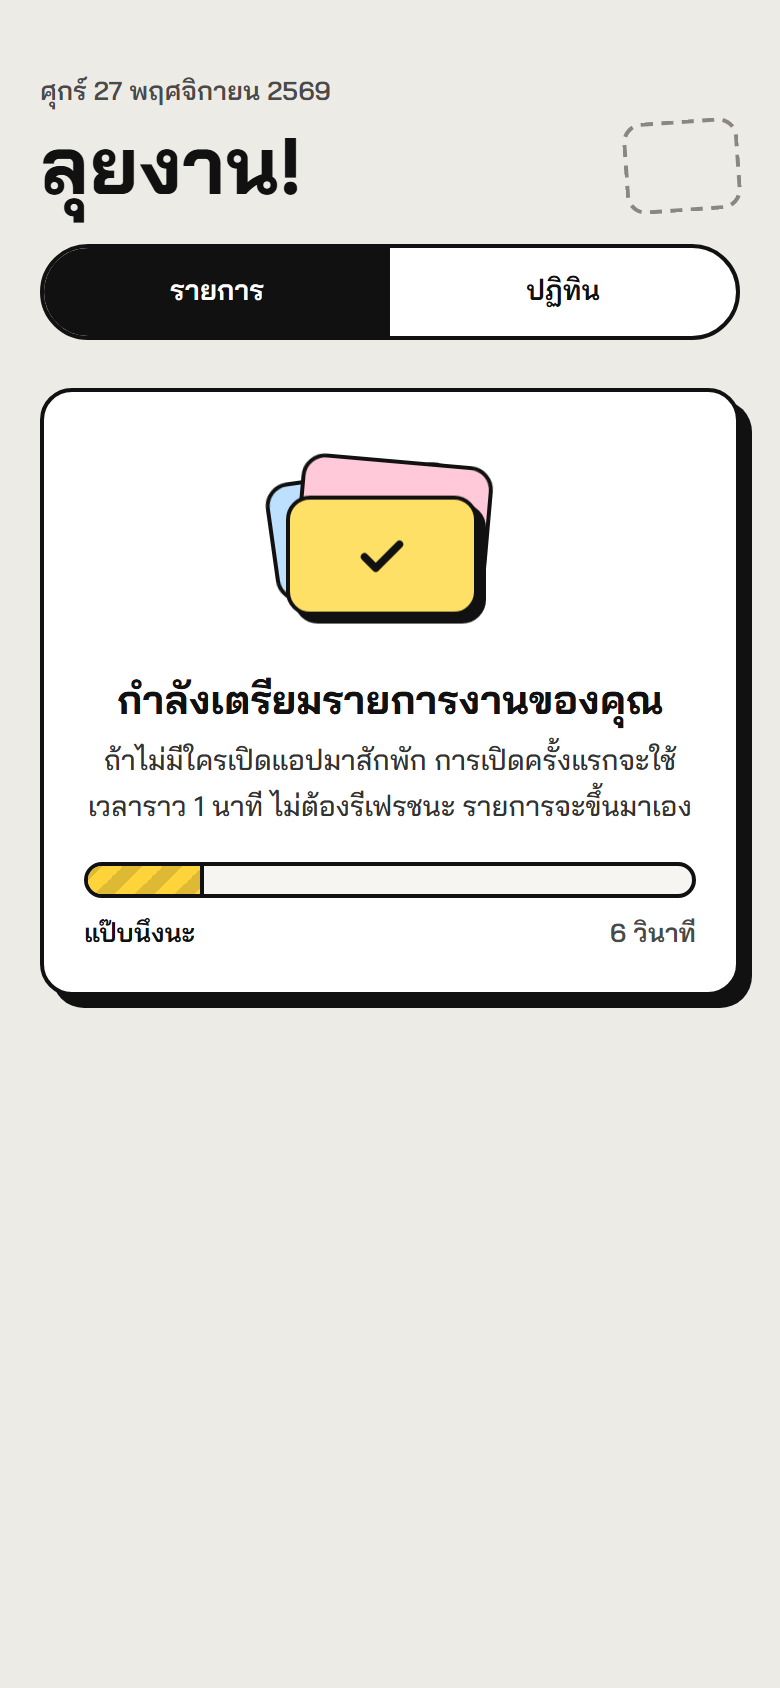 ศุกร์ 27 พฤศจิกายน 2569
ลุยงาน!
รายการ
ปฏิทิน
กำลังเตรียมรายการงานของคุณ
ถ้าไม่มีใครเปิดแอปมาสักพัก การเปิดครั้งแรกจะใช้
เวลาราว 1 นาที ไม่ต้องรีเฟรชนะ รายการจะขึ้นมาเอง
แป๊บนึงนะ
6 วินาที